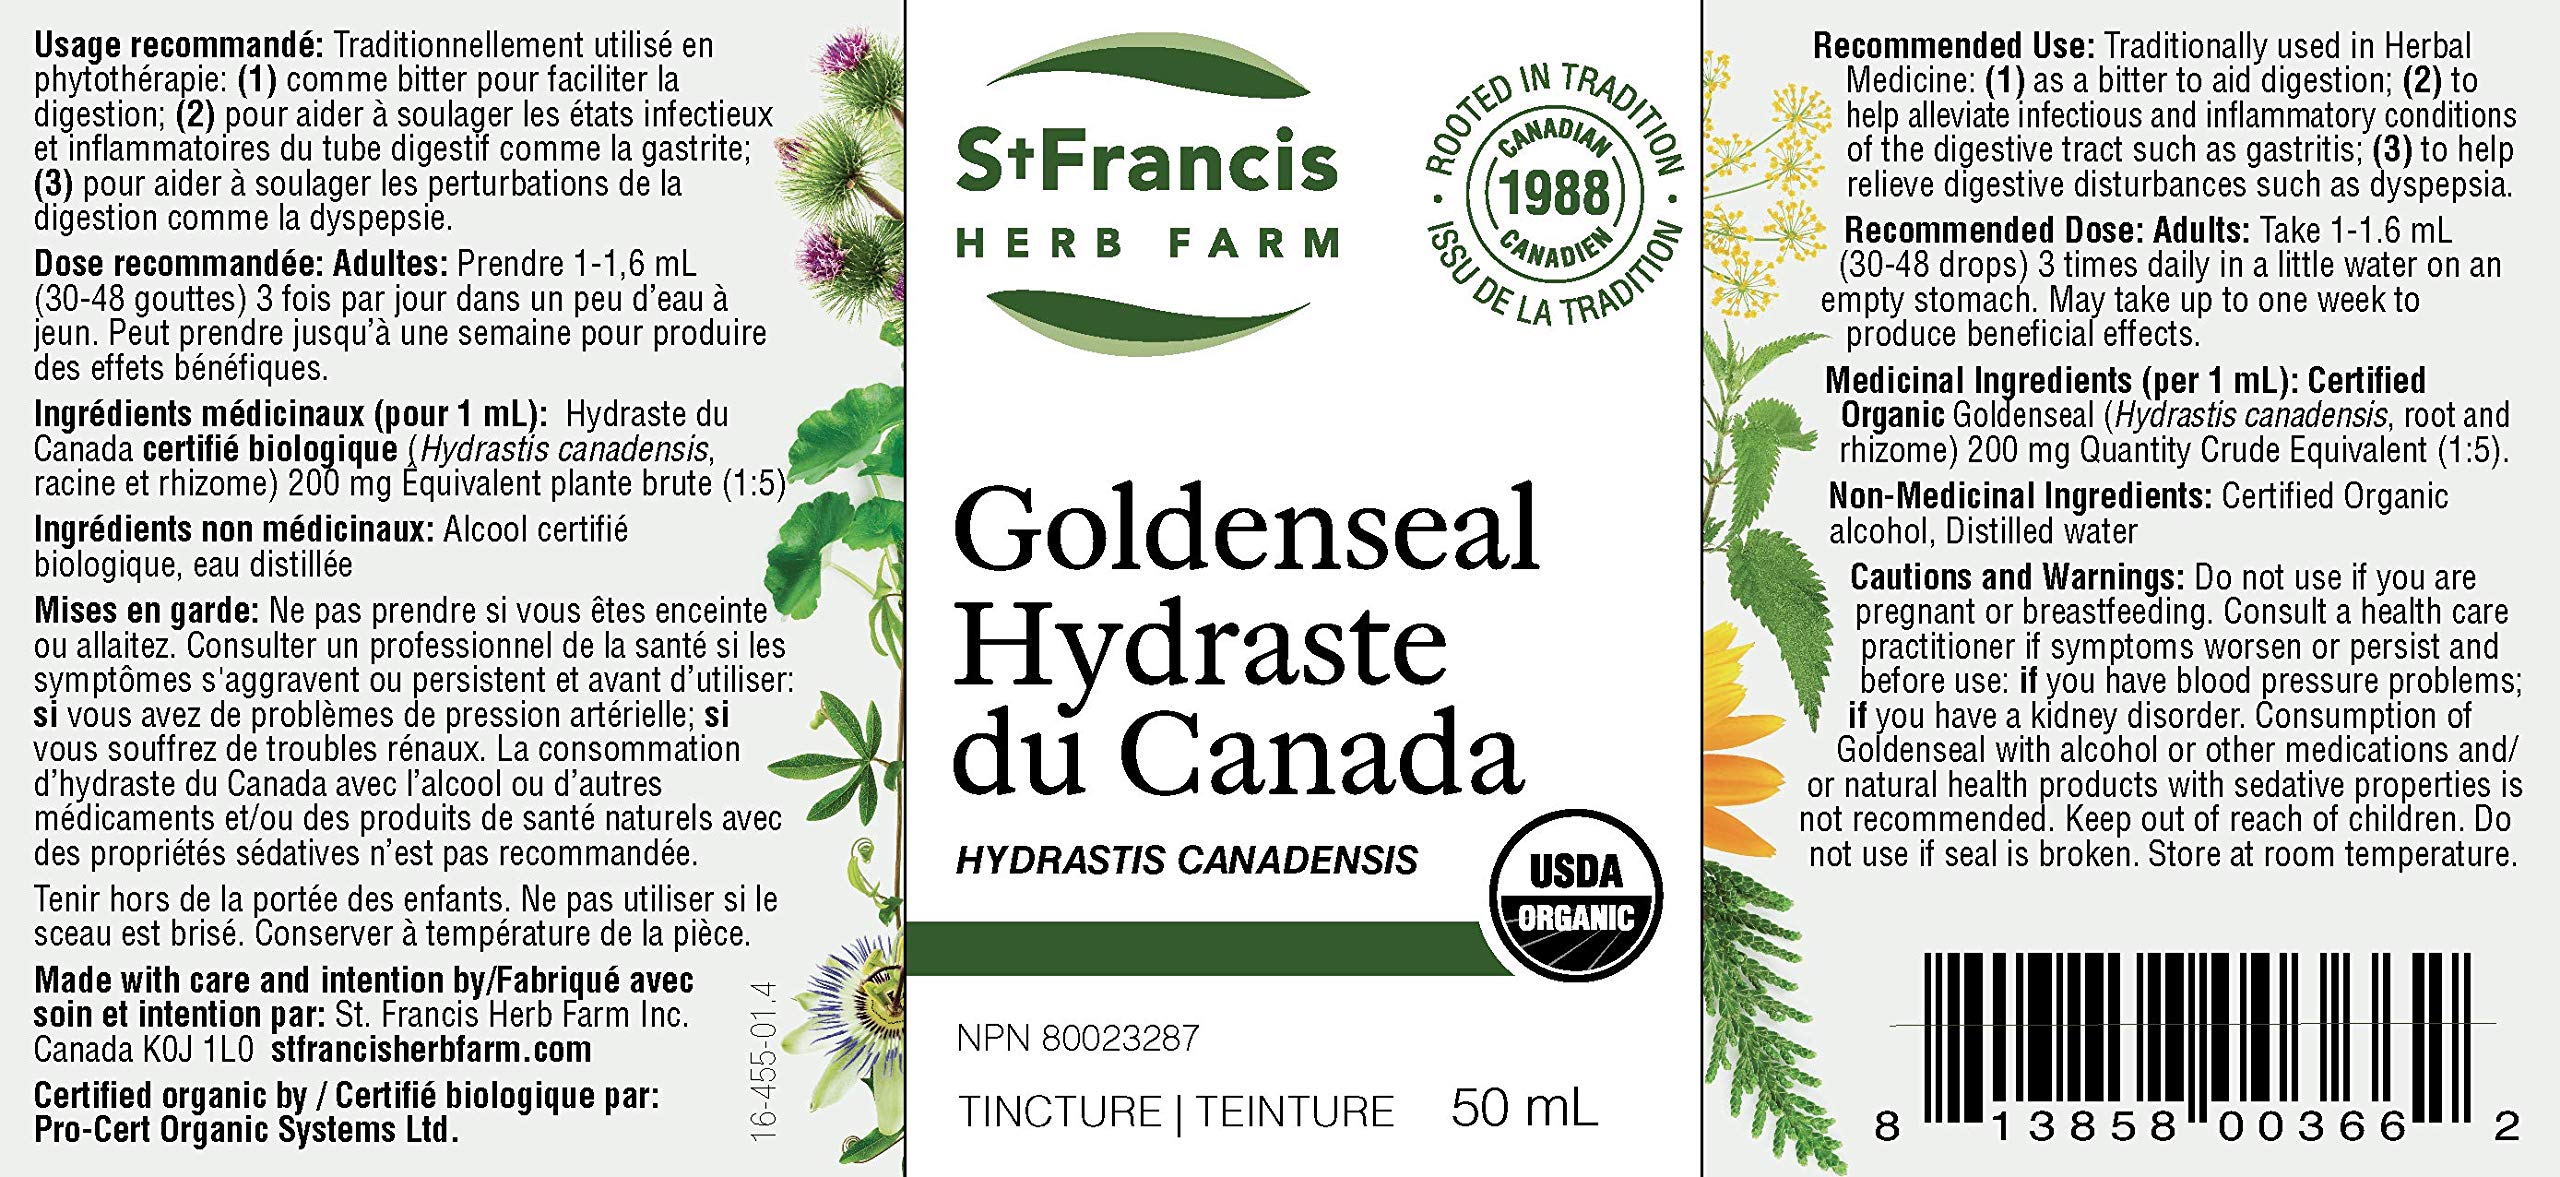 Usage recommandé: Traditionnellement utilisé en
phytothérapie: (1) comme bitter pour faciliter la
digestion; (2) pour aider à soulager les états infectieux
et inflammatoires du tube digestif comme la gastrite;
(3) pour aider à soulager les perturbations de la
digestion comme la dyspepsie.
Dose recommandée: Adultes: Prendre 1-1,6 mL
(30-48 gouttes) 3 fois par jour dans un peu d'eau à
jeun. Peut prendre jusqu'à une semaine pour produire
des effets bénéfiques.
Ingrédients médicinaux (pour 1 mL): Hydraste du
Canada certifié biologique (Hydrastis canadensis,
racine et rhizome) 200 mg Équivalent plante brute (1:5)
Ingrédients non médicinaux: Alcool certifié
biologique, eau distillée
Mises en garde: Ne pas prendre si vous êtes enceinte
ou allaitez. Consulter un professionnel de la santé si les
symptômes s'aggravent ou persistent et avant d'utiliser:
si vous avez de problèmes de pression artérielle; si
vous souffrez de troubles rénaux. La consommation
d'hydraste du Canada avec l'alcool ou d'autres
médicaments et/ou des produits de santé naturels avec
des propriétés sédatives n'est pas recommandée.
Tenir hors de la portée des enfants. Ne pas utiliser si le
sceau est brisé. Conserver à température de la pièce.
Made with care and intention by/Fabriqué avec
soin et intention par: St. Francis Herb Farm Inc.
Canada K0J 1L0 stfrancisherbfarm.com
Certified organic by / Certifié biologique par:
Pro-Cert Organic Systems Ltd.
16-455-01.4
St Francis
HERB FARM
ROOTED IN TRADITION
CANADIAN
1988
CANADIEN
ISSU DE LA TRADITION
Goldenseal
Hydraste
du Canada
HYDRASTIS CANADENSIS
USDA
ORGANIC
NPN 80023287
TINCTURE | TEINTURE 50 mL
Recommended Use: Traditionally used in Herbal
Medicine: (1) as a bitter to aid digestion; (2) to
help alleviate infectious and inflammatory conditions
of the digestive tract such as gastritis; (3) to help
relieve digestive disturbances such as dyspepsia.
Recommended Dose: Adults: Take 1-1.6 mL
(30-48 drops) 3 times daily in a little water on an
empty stomach. May take up to one week to
produce beneficial effects.
Medicinal Ingredients (per 1 mL): Certified
Organic Goldenseal (Hydrastis canadensis, root and
rhizome) 200 mg Quantity Crude Equivalent (1:5).
Non-Medicinal Ingredients: Certified Organic
alcohol, Distilled water
Cautions and Warnings: Do not use if you are
pregnant or breastfeeding. Consult a health care
practitioner if symptoms worsen or persist and
before use: if you have blood pressure problems;
if you have a kidney disorder. Consumption of
Goldenseal with alcohol or other medications and/
or natural health products with sedative properties is
not recommended. Keep out of reach of children. Do
not use if seal is broken. Store at room temperature.
8 13858 00366 2